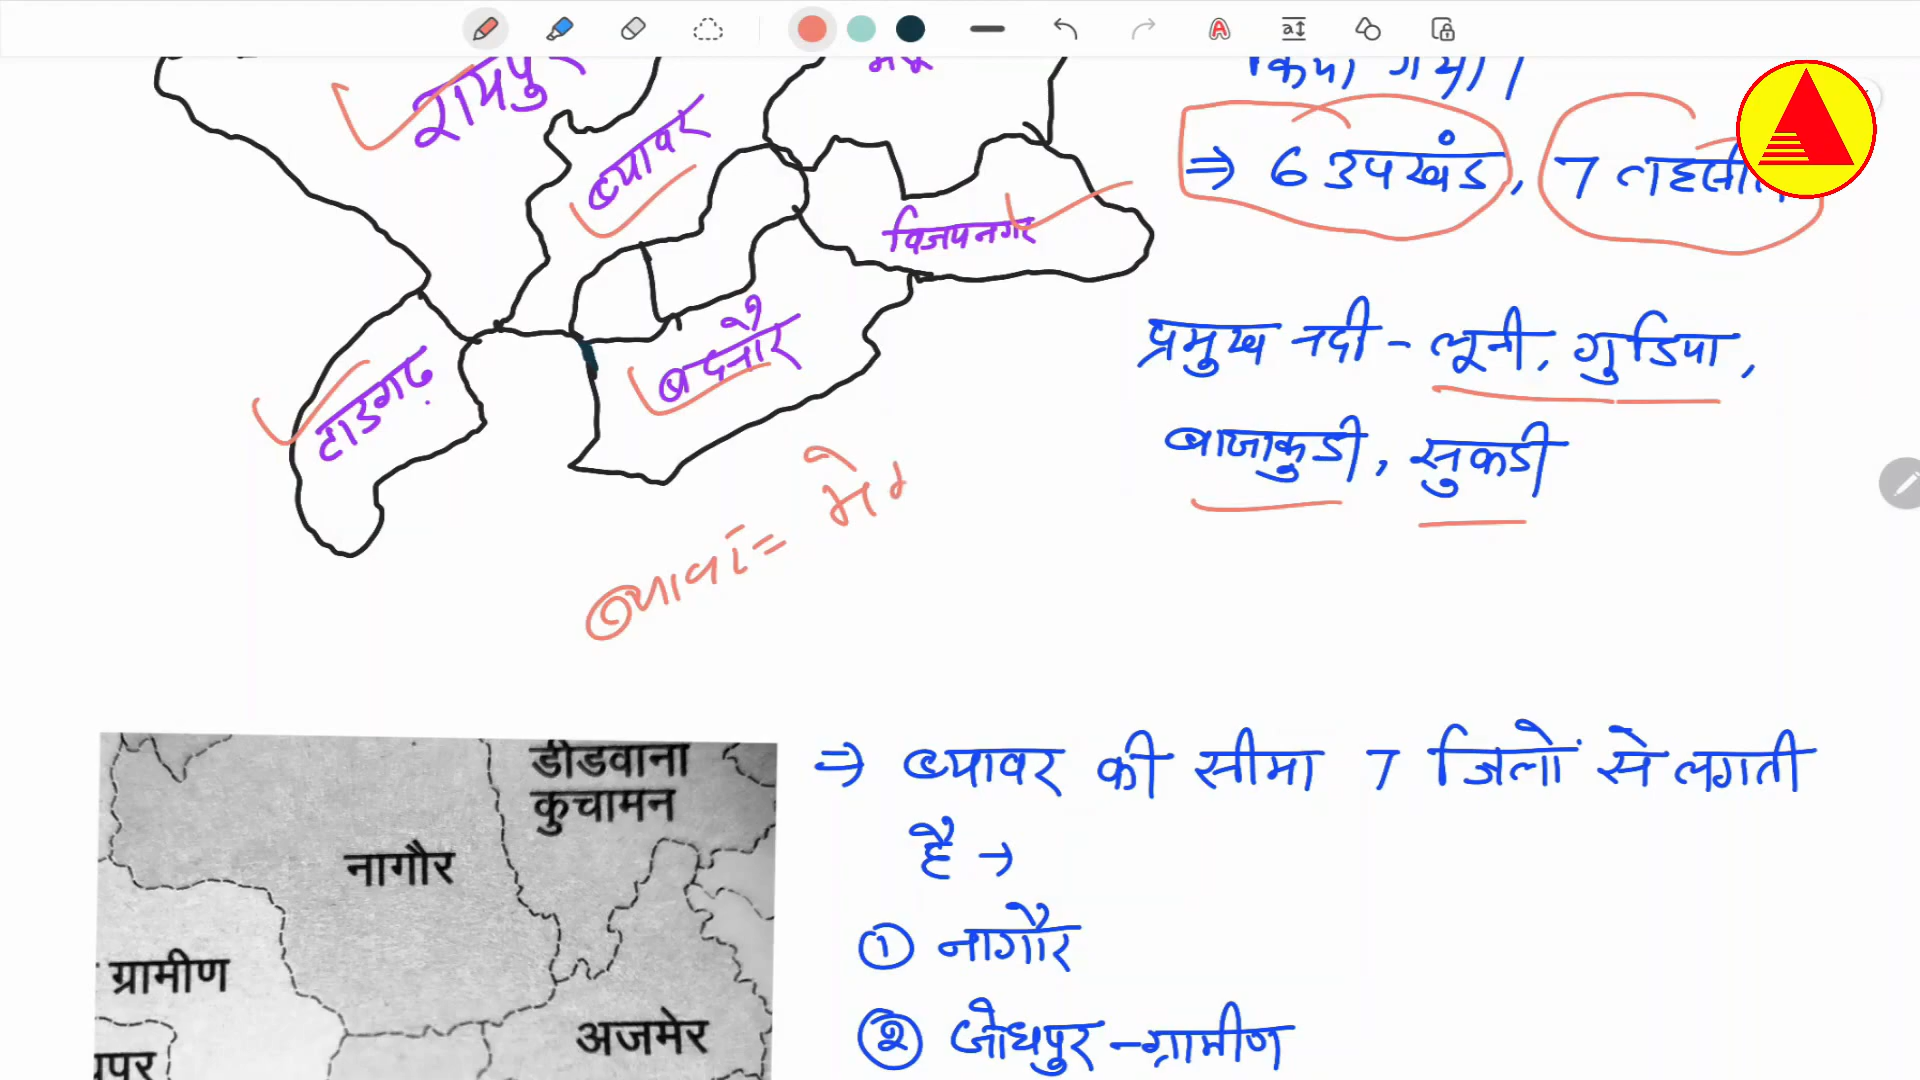 किया गया।
रायपुर
ब्यावर
⇒ 6 उपखंड, 7 तहसील
विजयनगर
प्रमुख नदी - लूनी, गुडिया,
बदनौर
टाडगढ़
बाजाकुडी, सुकडी
डीडवाना
कुचामन
⇒ ब्यावर की सीमा 7 जिलों से लगती
है →
नागौर
① नागौर
ग्रामीण
अजमेर
② जोधपुर - ग्रामीण